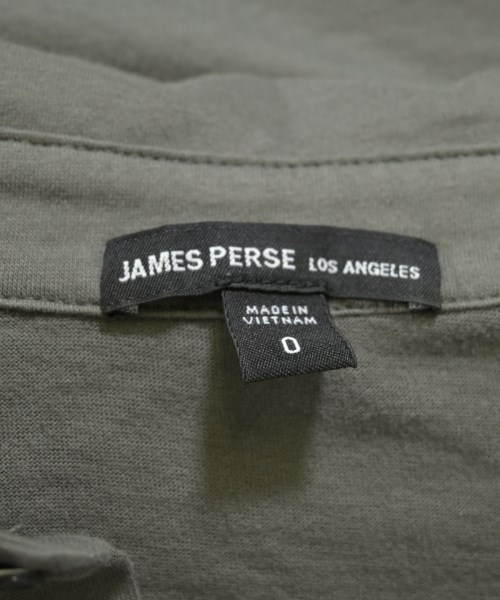 JAMES PERSE LOS ANGELES
MADE IN
VIETNAM
0